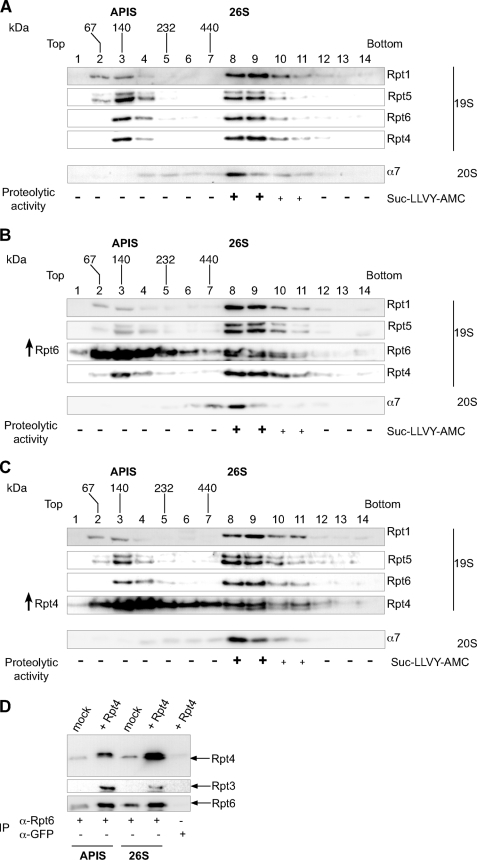 A
APIS 26S
kDa 67 140 232 440
Top Bottom
1 2 3 4 5 6 7 8 9 10 11 12 13 14
Rpt1
Rpt5
Rpt6
Rpt4
19S
α7 20S
Proteolytic activity - - - - - - - + + + + - - -
Suc-LLVY-AMC
B
APIS 26S
kDa 67 140 232 440
Top Bottom
1 2 3 4 5 6 7 8 9 10 11 12 13 14
Rpt1
Rpt5
↑ Rpt6 Rpt6
Rpt4
19S
α7 20S
Proteolytic activity - - - - - - - + + + + - - -
Suc-LLVY-AMC
C
APIS 26S
kDa 67 140 232 440
Top Bottom
1 2 3 4 5 6 7 8 9 10 11 12 13 14
Rpt1
Rpt5
Rpt6
↑ Rpt4 Rpt4
19S
α7 20S
Proteolytic activity - - - - - - - + + + + - - -
Suc-LLVY-AMC
D
mock + Rpt4 mock + Rpt4 + Rpt4
Rpt4
Rpt3
Rpt6
IP α-Rpt6 + + + + -
α-GFP - - - - +
APIS 26S